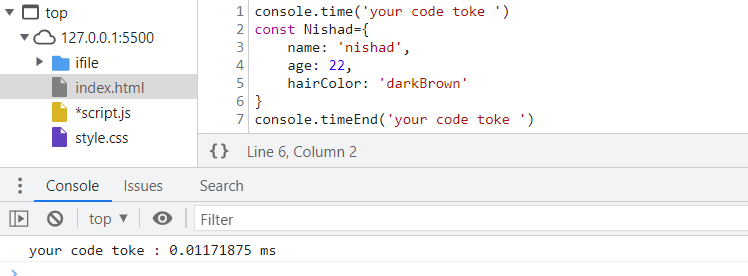 top
127.0.0.1:5500
ifile
index.html
*script.js
style.css
1 console.time('your code toke ')
2 const Nishad={
3 name: 'nishad',
4 age: 22,
5 hairColor: 'darkBrown'
6 }
7 console.timeEnd('your code toke ')
{} Line 6, Column 2
Console Issues Search
top ▼ Filter
your code toke : 0.01171875 ms
>